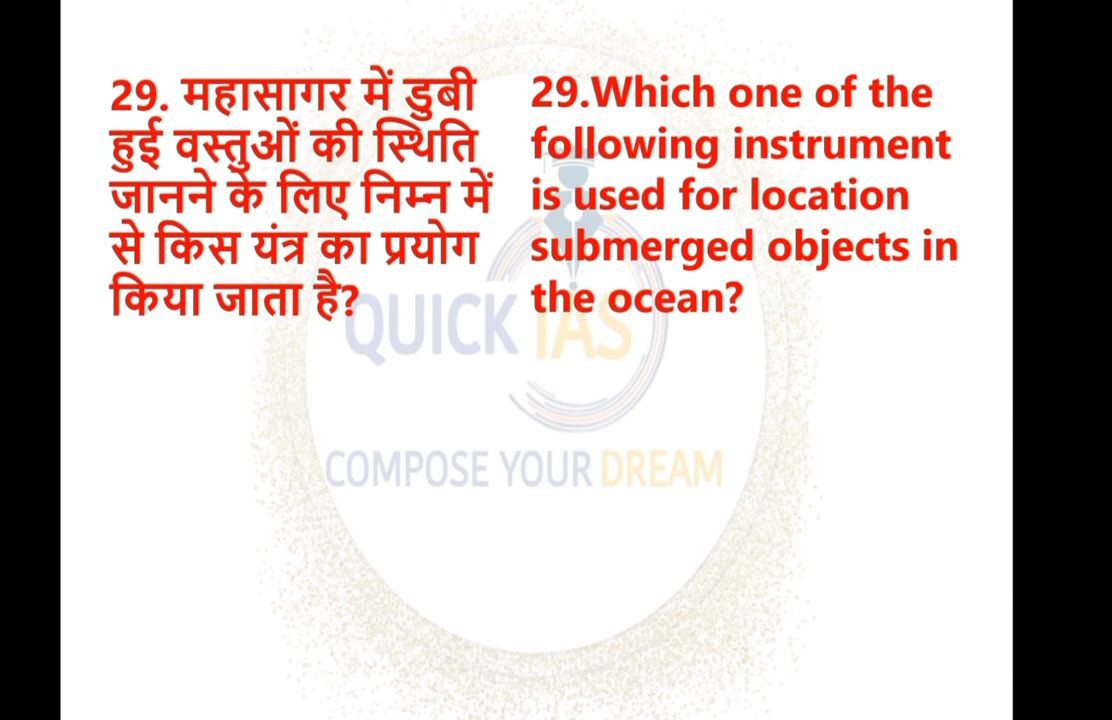 29. महासागर में डुबी
हुई वस्तुओं की स्थिति
जानने के लिए निम्न में
से किस यंत्र का प्रयोग
किया जाता है?
29.Which one of the
following instrument
is used for location
submerged objects in
the ocean?
QUICK IAS
COMPOSE YOUR DREAM